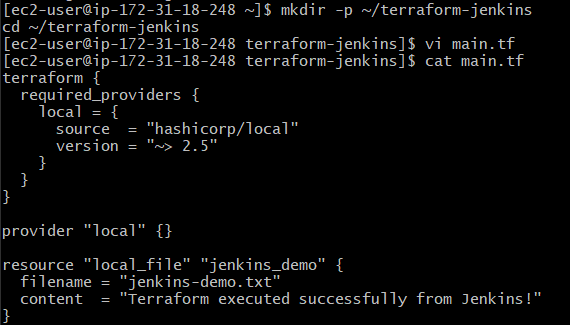 [ec2-user@ip-172-31-18-248 ~]$ mkdir -p ~/terraform-jenkins
cd ~/terraform-jenkins
[ec2-user@ip-172-31-18-248 terraform-jenkins]$ vi main.tf
[ec2-user@ip-172-31-18-248 terraform-jenkins]$ cat main.tf
terraform {
  required_providers {
    local = {
      source  = "hashicorp/local"
      version = "~> 2.5"
    }
  }
}

provider "local" {}

resource "local_file" "jenkins_demo" {
  filename = "jenkins-demo.txt"
  content  = "Terraform executed successfully from Jenkins!"
}